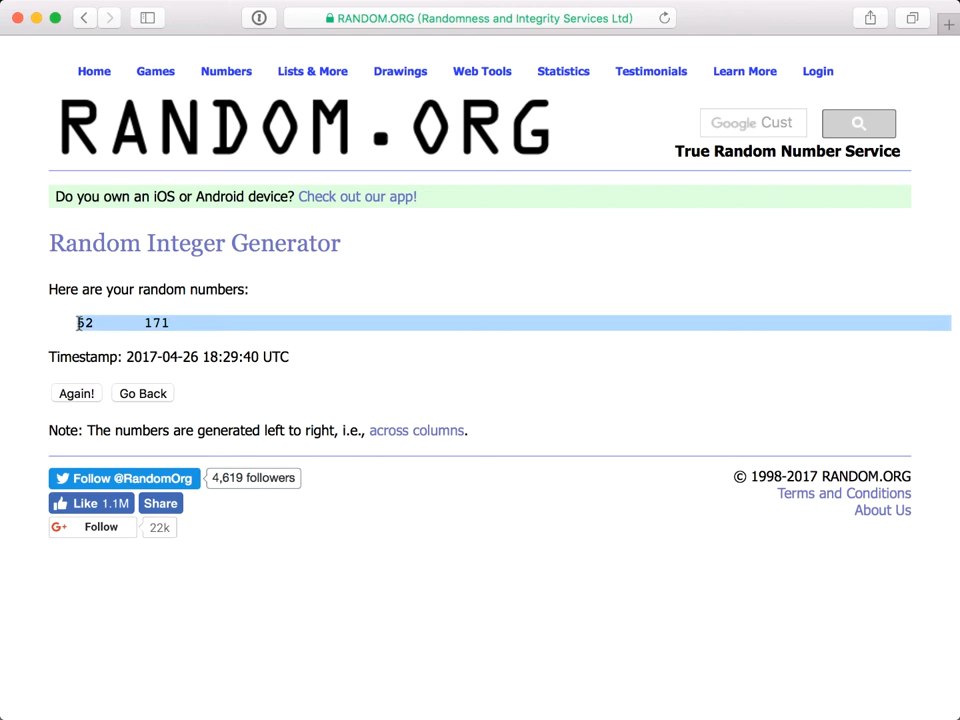 RANDOM.ORG (Randomness and Integrity Services Ltd)
Home Games Numbers Lists & More Drawings Web Tools Statistics Testimonials Learn More Login
RANDOM.ORG
Google Cust
True Random Number Service
Do you own an iOS or Android device? Check out our app!
Random Integer Generator
Here are your random numbers:
171
Timestamp: 2017-04-26 18:29:40 UTC
Again! Go Back
Note: The numbers are generated left to right, i.e., across columns.
Follow @RandomOrg 4,619 followers
Like 1.1M Share
G+ Follow 22k
© 1998-2017 RANDOM.ORG
Terms and Conditions
About Us